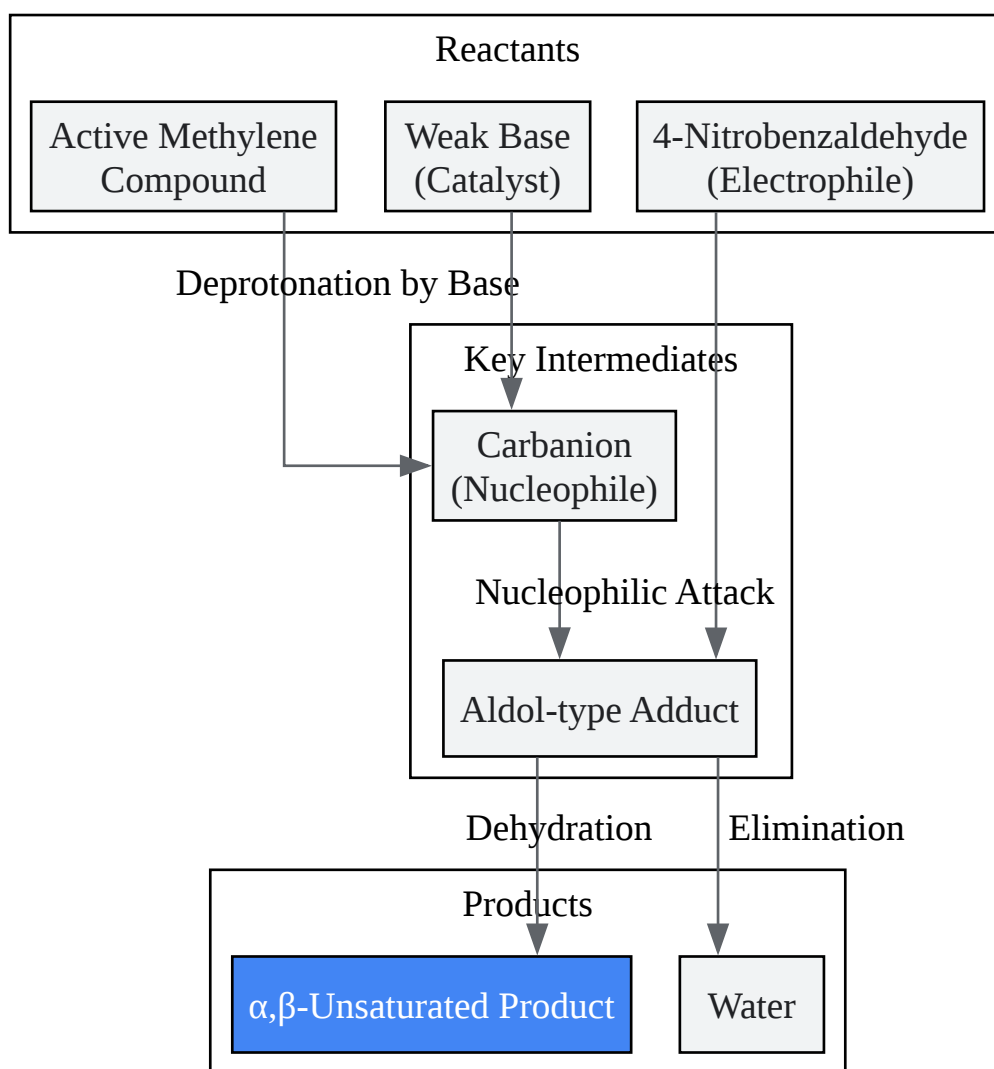 Reactants
Active Methylene
Compound
Weak Base
(Catalyst)
4-Nitrobenzaldehyde
(Electrophile)
Deprotonation by Base
Key Intermediates
Carbanion
(Nucleophile)
Nucleophilic Attack
Aldol-type Adduct
Dehydration
Elimination
Products
α,β-Unsaturated Product
Water